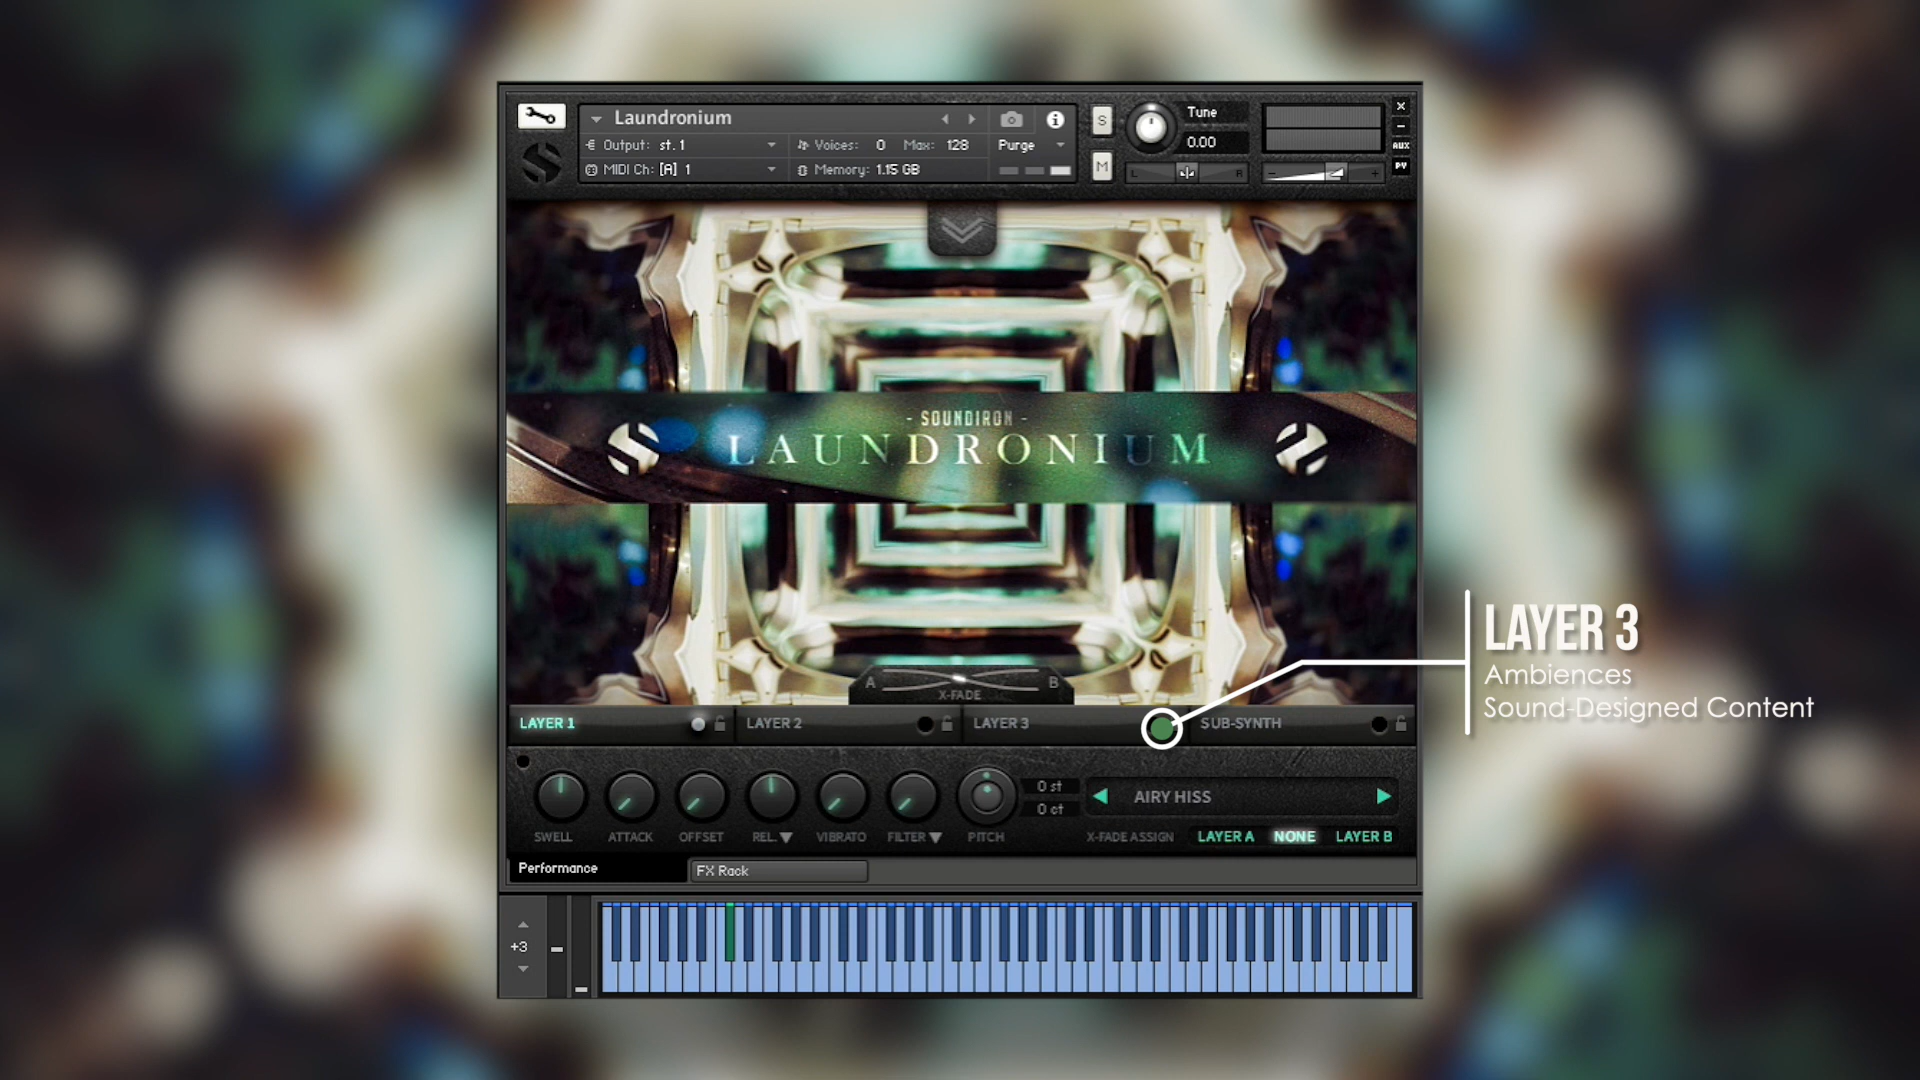 Laundronium
Output: st.1
Voices: 0 Max: 128
Purge
MIDI Ch: [A] 1
Memory: 1.15 GB
S
M
Tune
0.00
L
R
AUX
PV
- SOUNDIRON -
LAUNDRONIUM
A
B
X-FADE
LAYER 1
LAYER 2
LAYER 3
SUB-SYNTH
LAYER 3
Ambiences
Sound-Designed Content
0 st
0 ct
AIRY HISS
SWELL
ATTACK
OFFSET
REL.
VIBRATO
FILTER
PITCH
X-FADE ASSIGN
LAYER A
NONE
LAYER B
Performance
FX Rack
+3